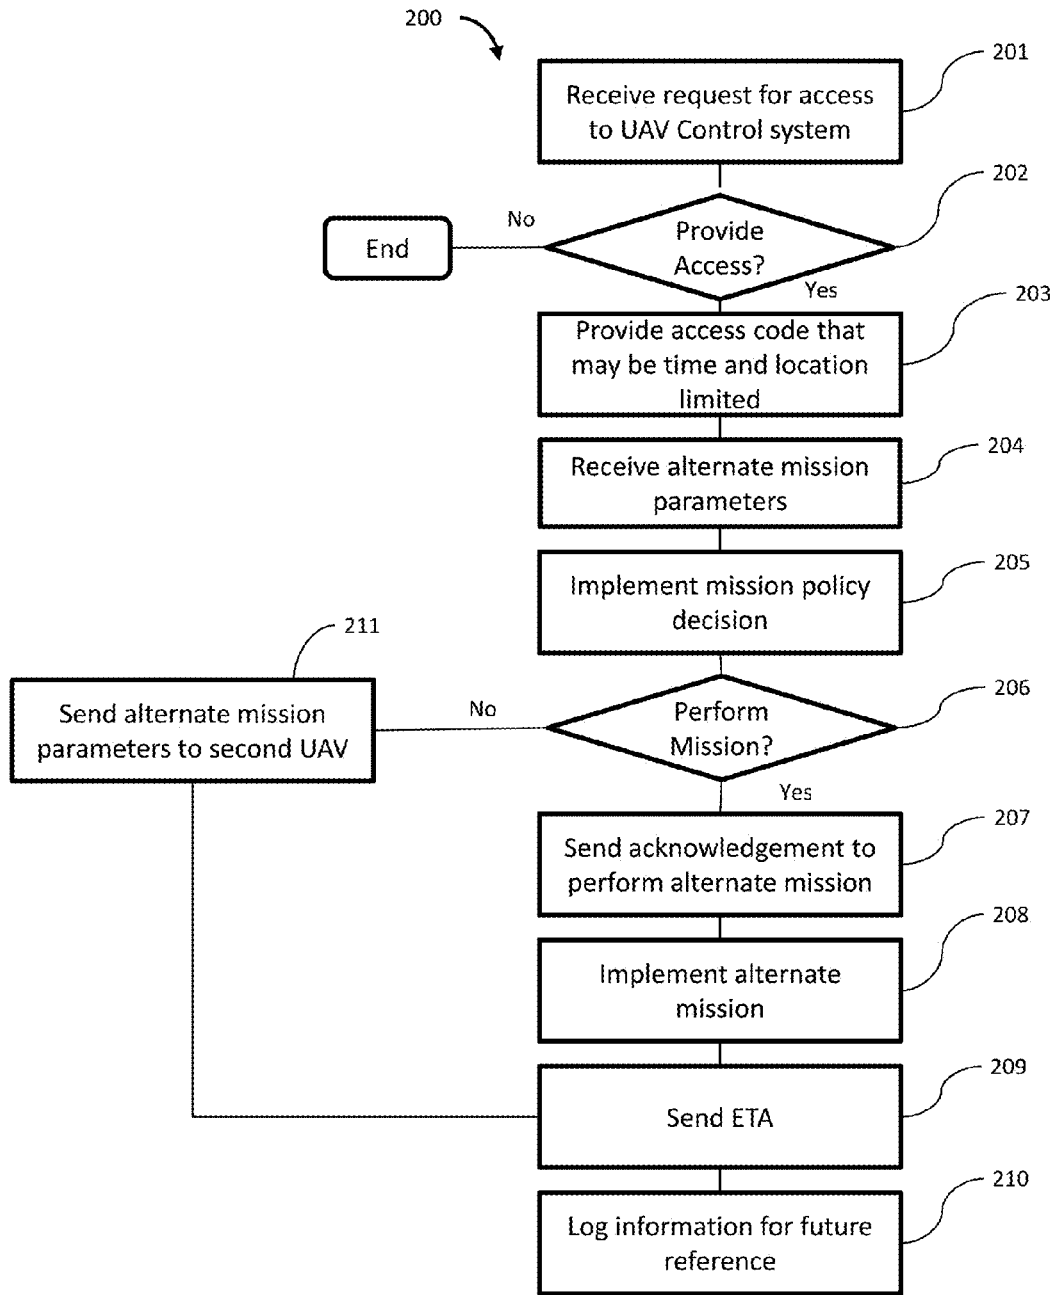 200
201
Receive request for access
to UAV Control system
202
No
End
Provide
Access?
Yes
203
Provide access code that
may be time and location
limited
204
Receive alternate mission
parameters
205
Implement mission policy
decision
211
Send alternate mission
parameters to second UAV
No
206
Perform
Mission?
Yes
207
Send acknowledgement to
perform alternate mission
208
Implement alternate
mission
209
Send ETA
210
Log information for future
reference